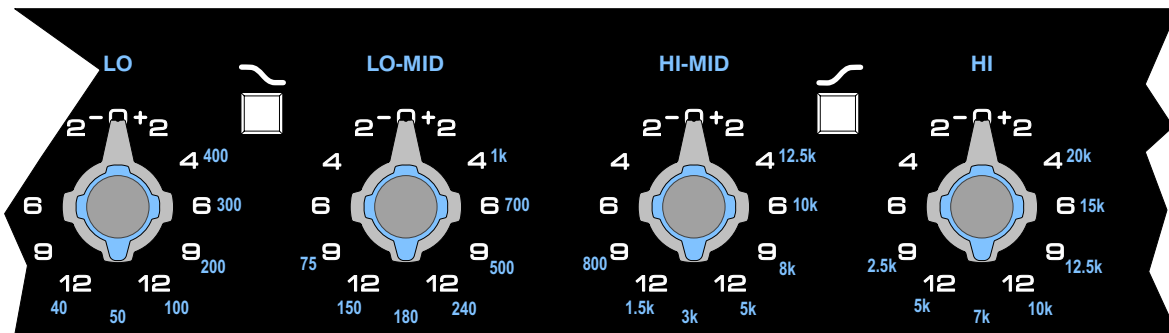 LO LO-MID HI-MID HI
2 - 0 + 2 2 - 0 + 2 2 - 0 + 2 2 - 0 + 2
4 400 4 4 1k 4 4 12.5k 4 4 20k
6 6 300 6 6 700 6 6 10k 6 6 15k
9 9 200 75 9 9 500 800 9 9 8k 2.5k 9 9 12.5k
12 12 12 12 12 12 12 12
40 50 100 150 180 240 1.5k 3k 5k 5k 7k 10k